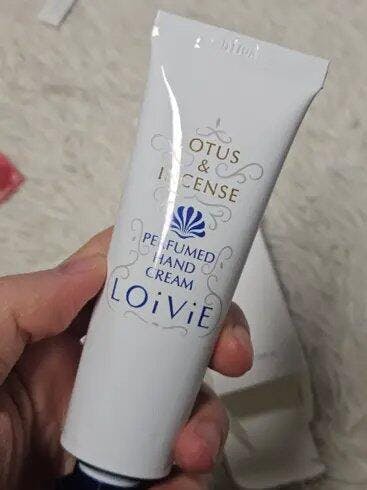 OTUS
&
INCENSE
PERFUMED
HAND
CREAM
LOiViE